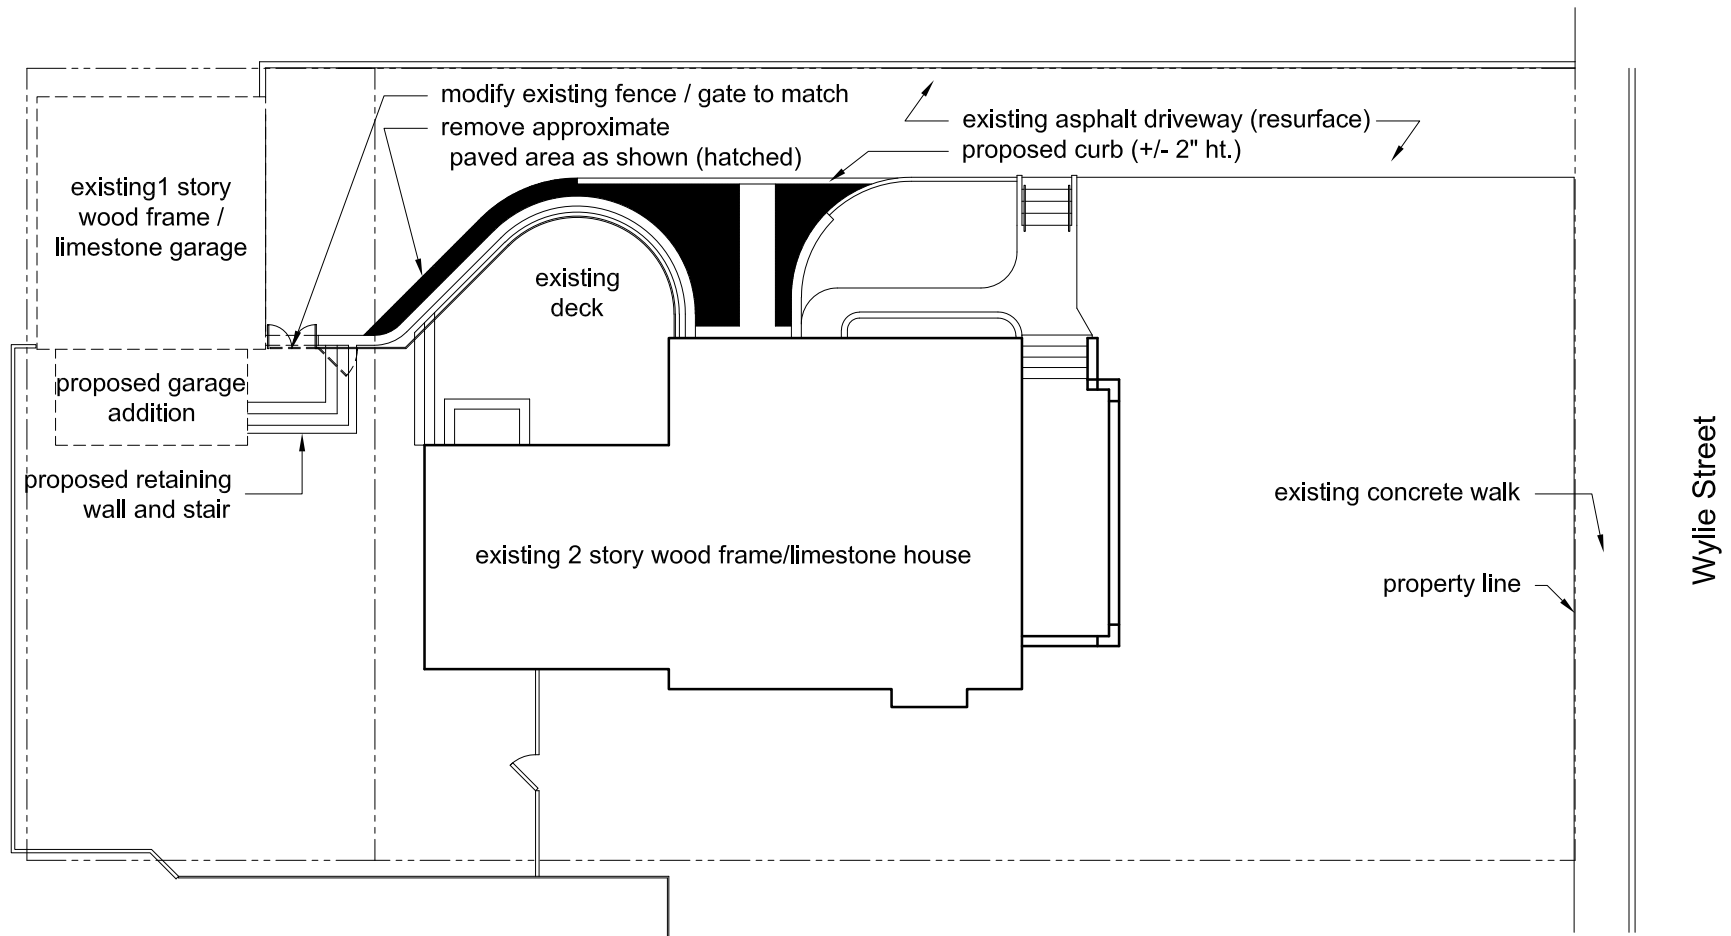 modify existing fence / gate to match
remove approximate
paved area as shown (hatched)
existing asphalt driveway (resurface)
proposed curb (+/- 2" ht.)
existing1 story
wood frame /
limestone garage
existing
deck
proposed garage
addition
proposed retaining
wall and stair
existing 2 story wood frame/limestone house
existing concrete walk
property line
Wylie Street